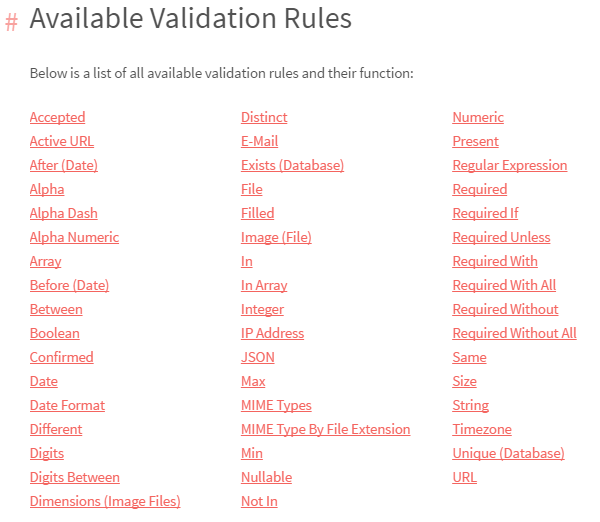 # Available Validation Rules
Below is a list of all available validation rules and their function:
Accepted
Active URL
After (Date)
Alpha
Alpha Dash
Alpha Numeric
Array
Before (Date)
Between
Boolean
Confirmed
Date
Date Format
Different
Digits
Digits Between
Dimensions (Image Files)
Distinct
E-Mail
Exists (Database)
File
Filled
Image (File)
In
In Array
Integer
IP Address
JSON
Max
MIME Types
MIME Type By File Extension
Min
Nullable
Not In
Numeric
Present
Regular Expression
Required
Required If
Required Unless
Required With
Required With All
Required Without
Required Without All
Same
Size
String
Timezone
Unique (Database)
URL